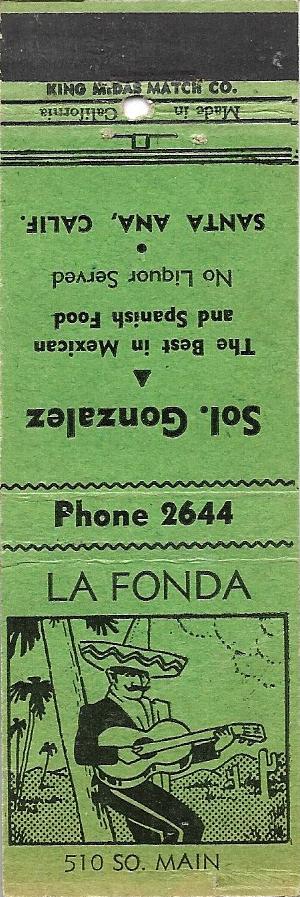 KING MIDAS MATCH CO.
Made in California
Sol. Gonzalez
The Best in Mexican
and Spanish Food
No Liquor Served
SANTA ANA, CALIF.
Phone 2644
LA FONDA
510 SO. MAIN